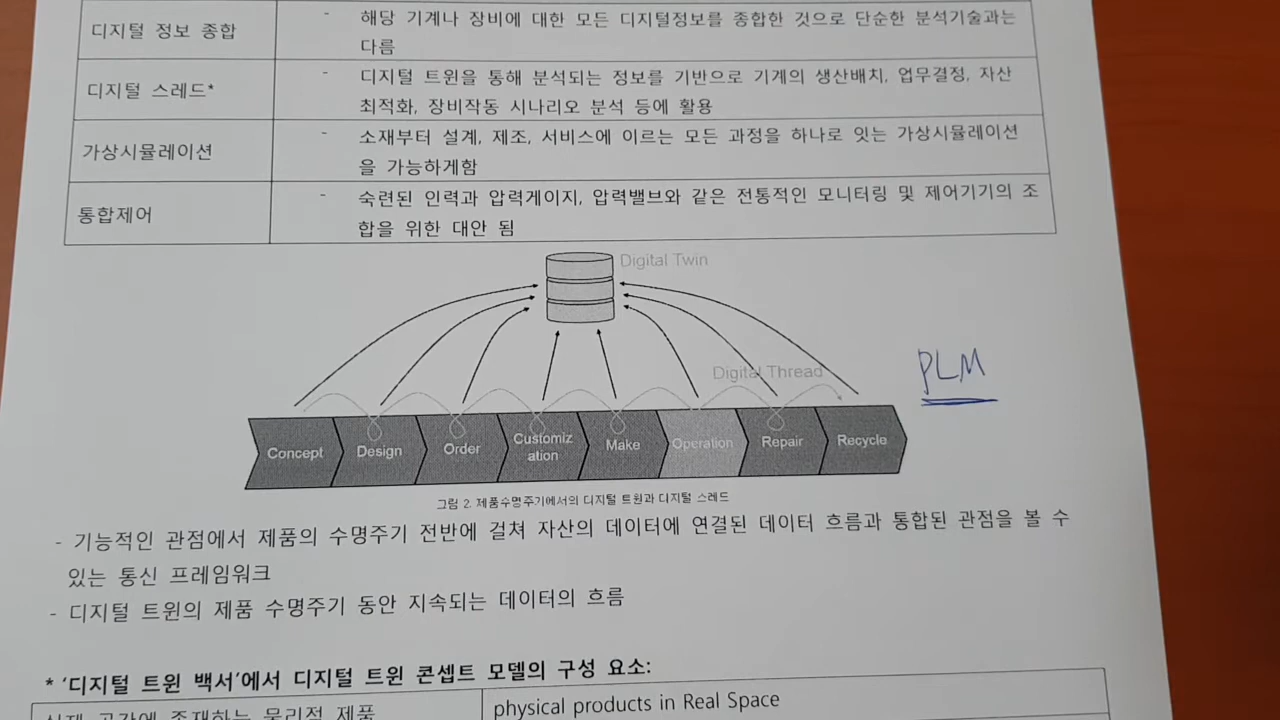 디지털 정보 종합
- 해당 기계나 장비에 대한 모든 디지털정보를 종합한 것으로 단순한 분석기술과는
다름
디지털 스레드*
- 디지털 트윈을 통해 분석되는 정보를 기반으로 기계의 생산배치, 업무결정, 자산
최적화, 장비작동 시나리오 분석 등에 활용
가상시뮬레이션
- 소재부터 설계, 제조, 서비스에 이르는 모든 과정을 하나로 잇는 가상시뮬레이션
을 가능하게함
통합제어
- 숙련된 인력과 압력게이지, 압력밸브와 같은 전통적인 모니터링 및 제어기기의 조
합을 위한 대안 됨
Digital Twin
Digital Thread
PLM
Concept
Design
Order
Customiz
ation
Make
Operation
Repair
Recycle
그림 2. 제품수명주기에서의 디지털 트윈과 디지털 스레드
- 기능적인 관점에서 제품의 수명주기 전반에 걸쳐 자산의 데이터에 연결된 데이터 흐름과 통합된 관점을 볼 수
있는 통신 프레임워크
- 디지털 트윈의 제품 수명주기 동안 지속되는 데이터의 흐름
* ‘디지털 트윈 백서’에서 디지털 트윈 콘셉트 모델의 구성 요소:
실제 공간에 존재하는 물리적 제품
physical products in Real Space